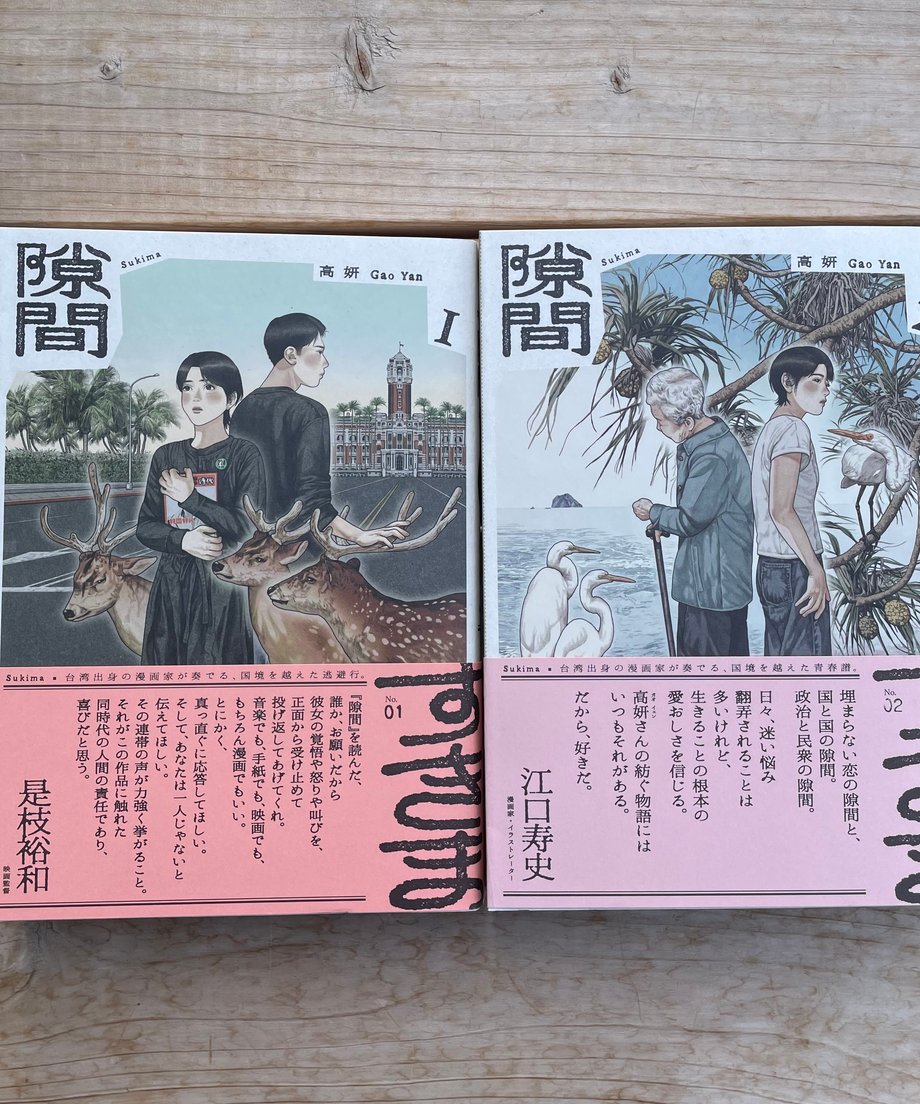 隙間
Sukima
高妍 Gao Yan
I
Sukima ■ 台湾出身の漫画家が奏でる、国境を越えた逃避行。
No.
01
すきま
『隙間』を読んだ、
誰か、お願いだから
彼女の覚悟や怒りや叫びを、
正面から受け止めて
投げ返してあげてくれ。
音楽でも、手紙でも、映画でも、
もちろん漫画でもいい。
とにかく、
真っ直ぐに応答してほしい。
そして、あなたは一人じゃないと
伝えてほしい。
その連帯の声が力強く挙がること。
それがこの作品に触れた
同時代の人間の責任であり、
喜びだと思う。
是枝裕和
映画監督
隙間
Sukima
高妍 Gao Yan
Sukima ■ 台湾出身の漫画家が奏でる、国境を越えた青春譜。
No.
02
埋まらない恋の隙間と、
国と国の隙間。
政治と民衆の隙間。
日々、迷い悩み
翻弄されることは
多いけれど、
生きることの根本の
愛おしさを信じる。
高妍さんの紡ぐ物語には
いつもそれがある。
だから、好きだ。
江口寿史
漫画家・イラストレーター